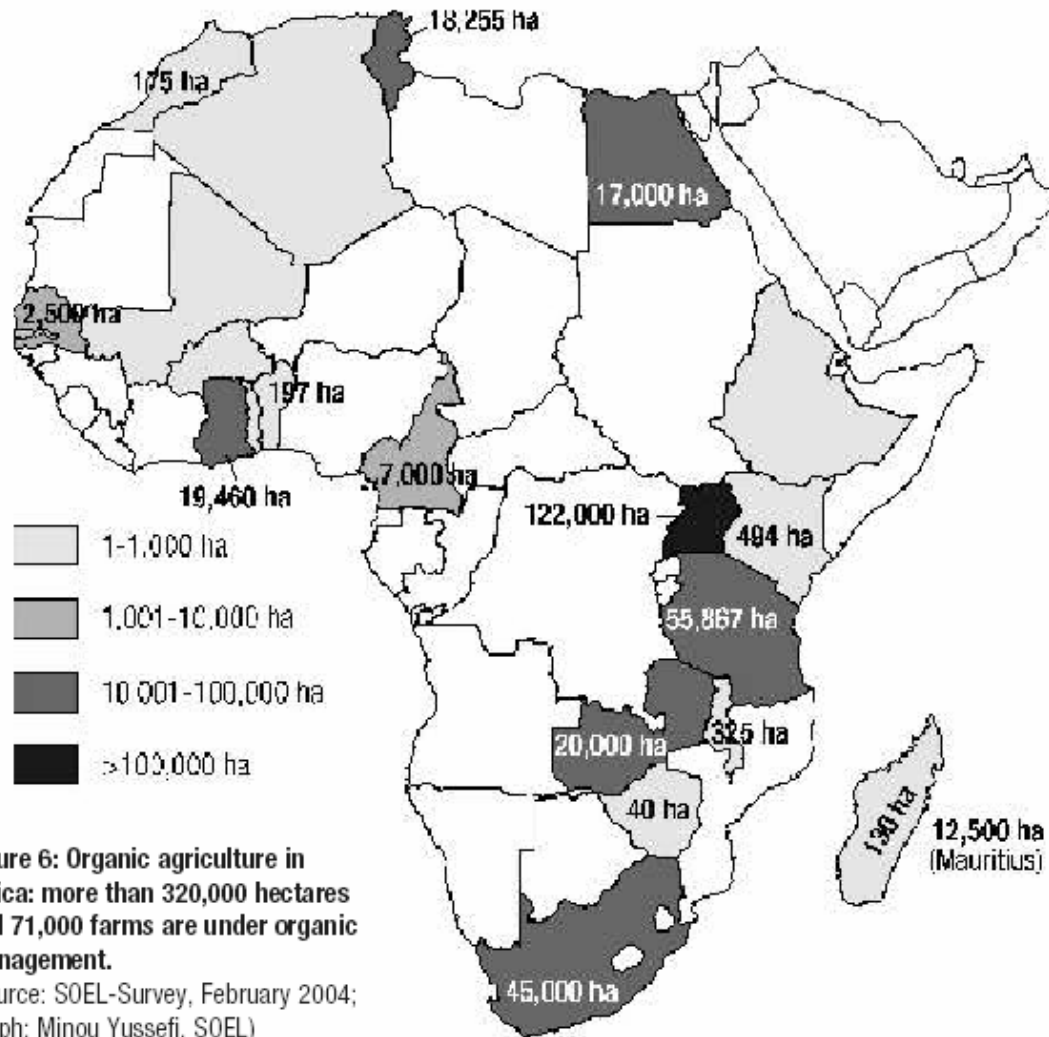 18,255 ha
175 ha
17,000 ha
2,500 ha
197 ha
7,000 ha
19,460 ha
122,000 ha
494 ha
1-1,000 ha
1,001-10,000 ha
55,867 ha
10,001-100,000 ha
325 ha
20,000 ha
>100,000 ha
40 ha
130 ha
12,500 ha
(Mauritius)
ure 6: Organic agriculture in
ica: more than 320,000 hectares
71,000 farms are under organic
nagement.
urce: SOEL-Survey, February 2004;
ph: Minou Yussefi, SOEL)
45,000 ha